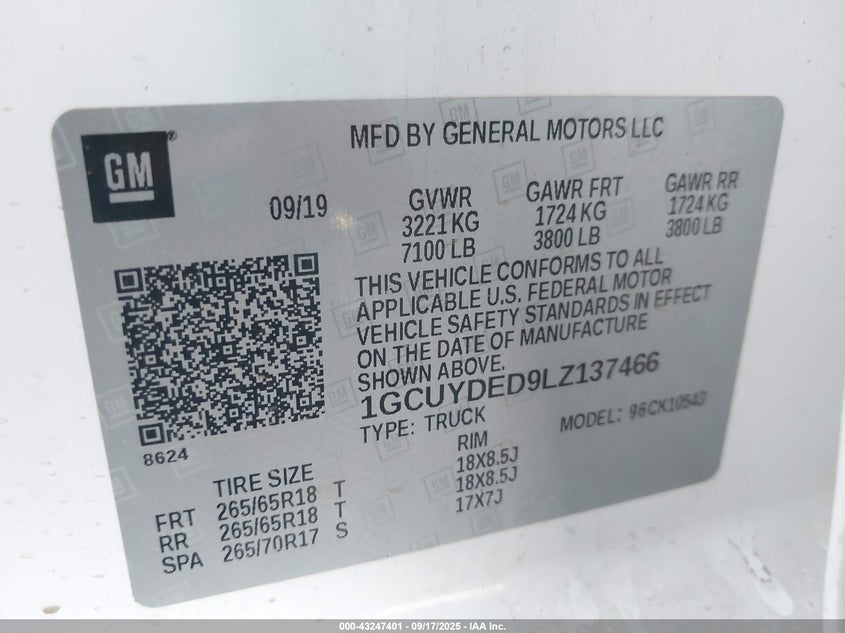 GM
MFD BY GENERAL MOTORS LLC
09/19
GVWR GAWR FRT GAWR RR
3221 KG 1724 KG 1724 KG
7100 LB 3800 LB 3800 LB
THIS VEHICLE CONFORMS TO ALL
APPLICABLE U.S. FEDERAL MOTOR
VEHICLE SAFETY STANDARDS IN EFFECT
ON THE DATE OF MANUFACTURE
SHOWN ABOVE.
1GCUYDED9LZ137466
TYPE: TRUCK MODEL: 96CK10543
8624
TIRE SIZE RIM
FRT 265/65R18 T 18X8.5J
RR 265/65R18 T 18X8.5J
SPA 265/70R17 S 17X7J
000-43247401 - 09/17/2025 - IAA Inc.